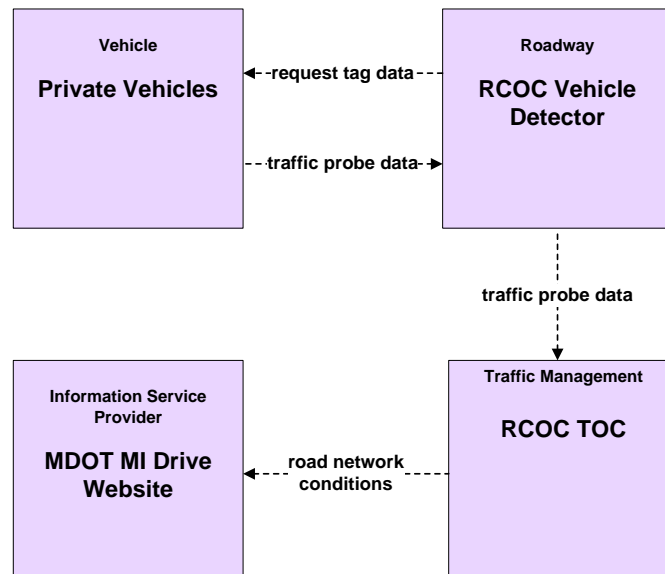 Vehicle
Private Vehicles
request tag data
traffic probe data
Roadway
RCOC Vehicle
Detector
traffic probe data
Information Service
Provider
MDOT MI Drive
Website
road network
conditions
Traffic Management
RCOC TOC